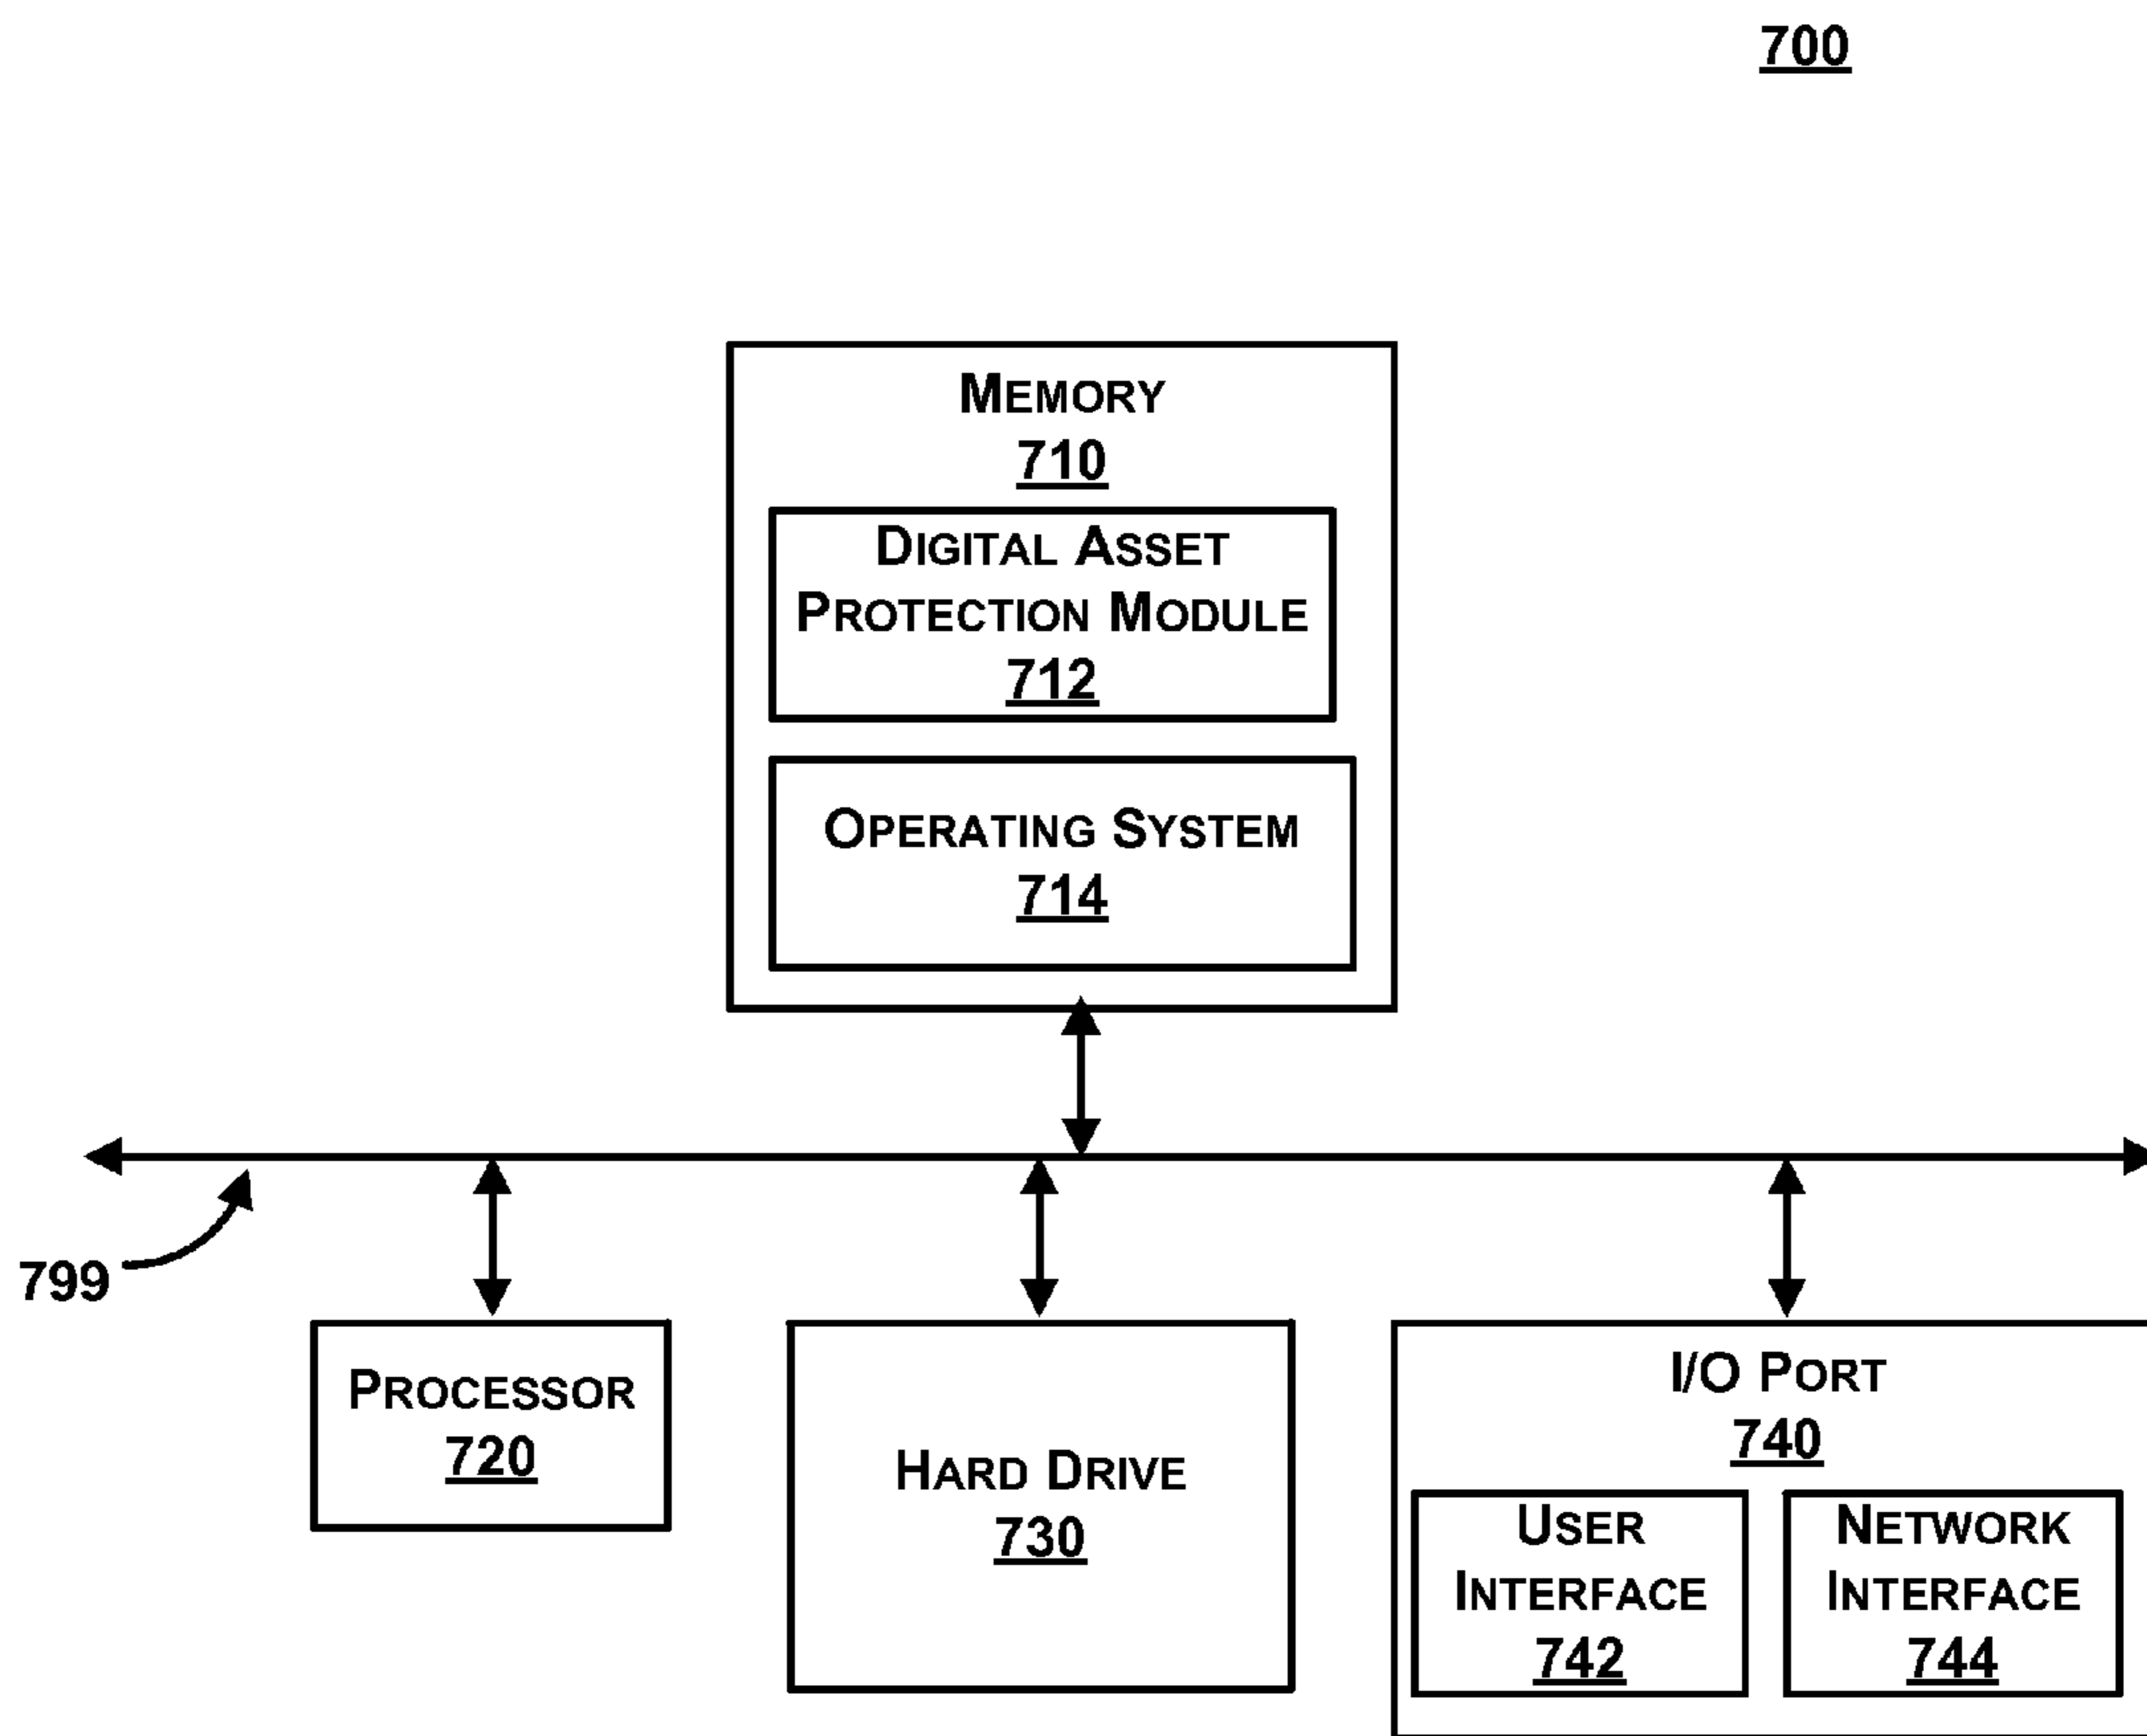 700
MEMORY
710
DIGITAL ASSET
PROTECTION MODULE
712
OPERATING SYSTEM
714
799
PROCESSOR
720
HARD DRIVE
730
I/O PORT
740
USER
INTERFACE
742
NETWORK
INTERFACE
744